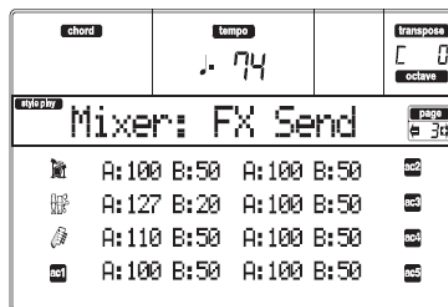 chord tempo transpose
♩. 74 C 0
octave
style play
Mixer: FX Send
page
3
A:100 B:50 A:100 B:50 ac2
A:127 B:20 A:100 B:50 ac3
A:110 B:50 A:100 B:50 ac4
ac1 A:100 B:50 A:100 B:50 ac5